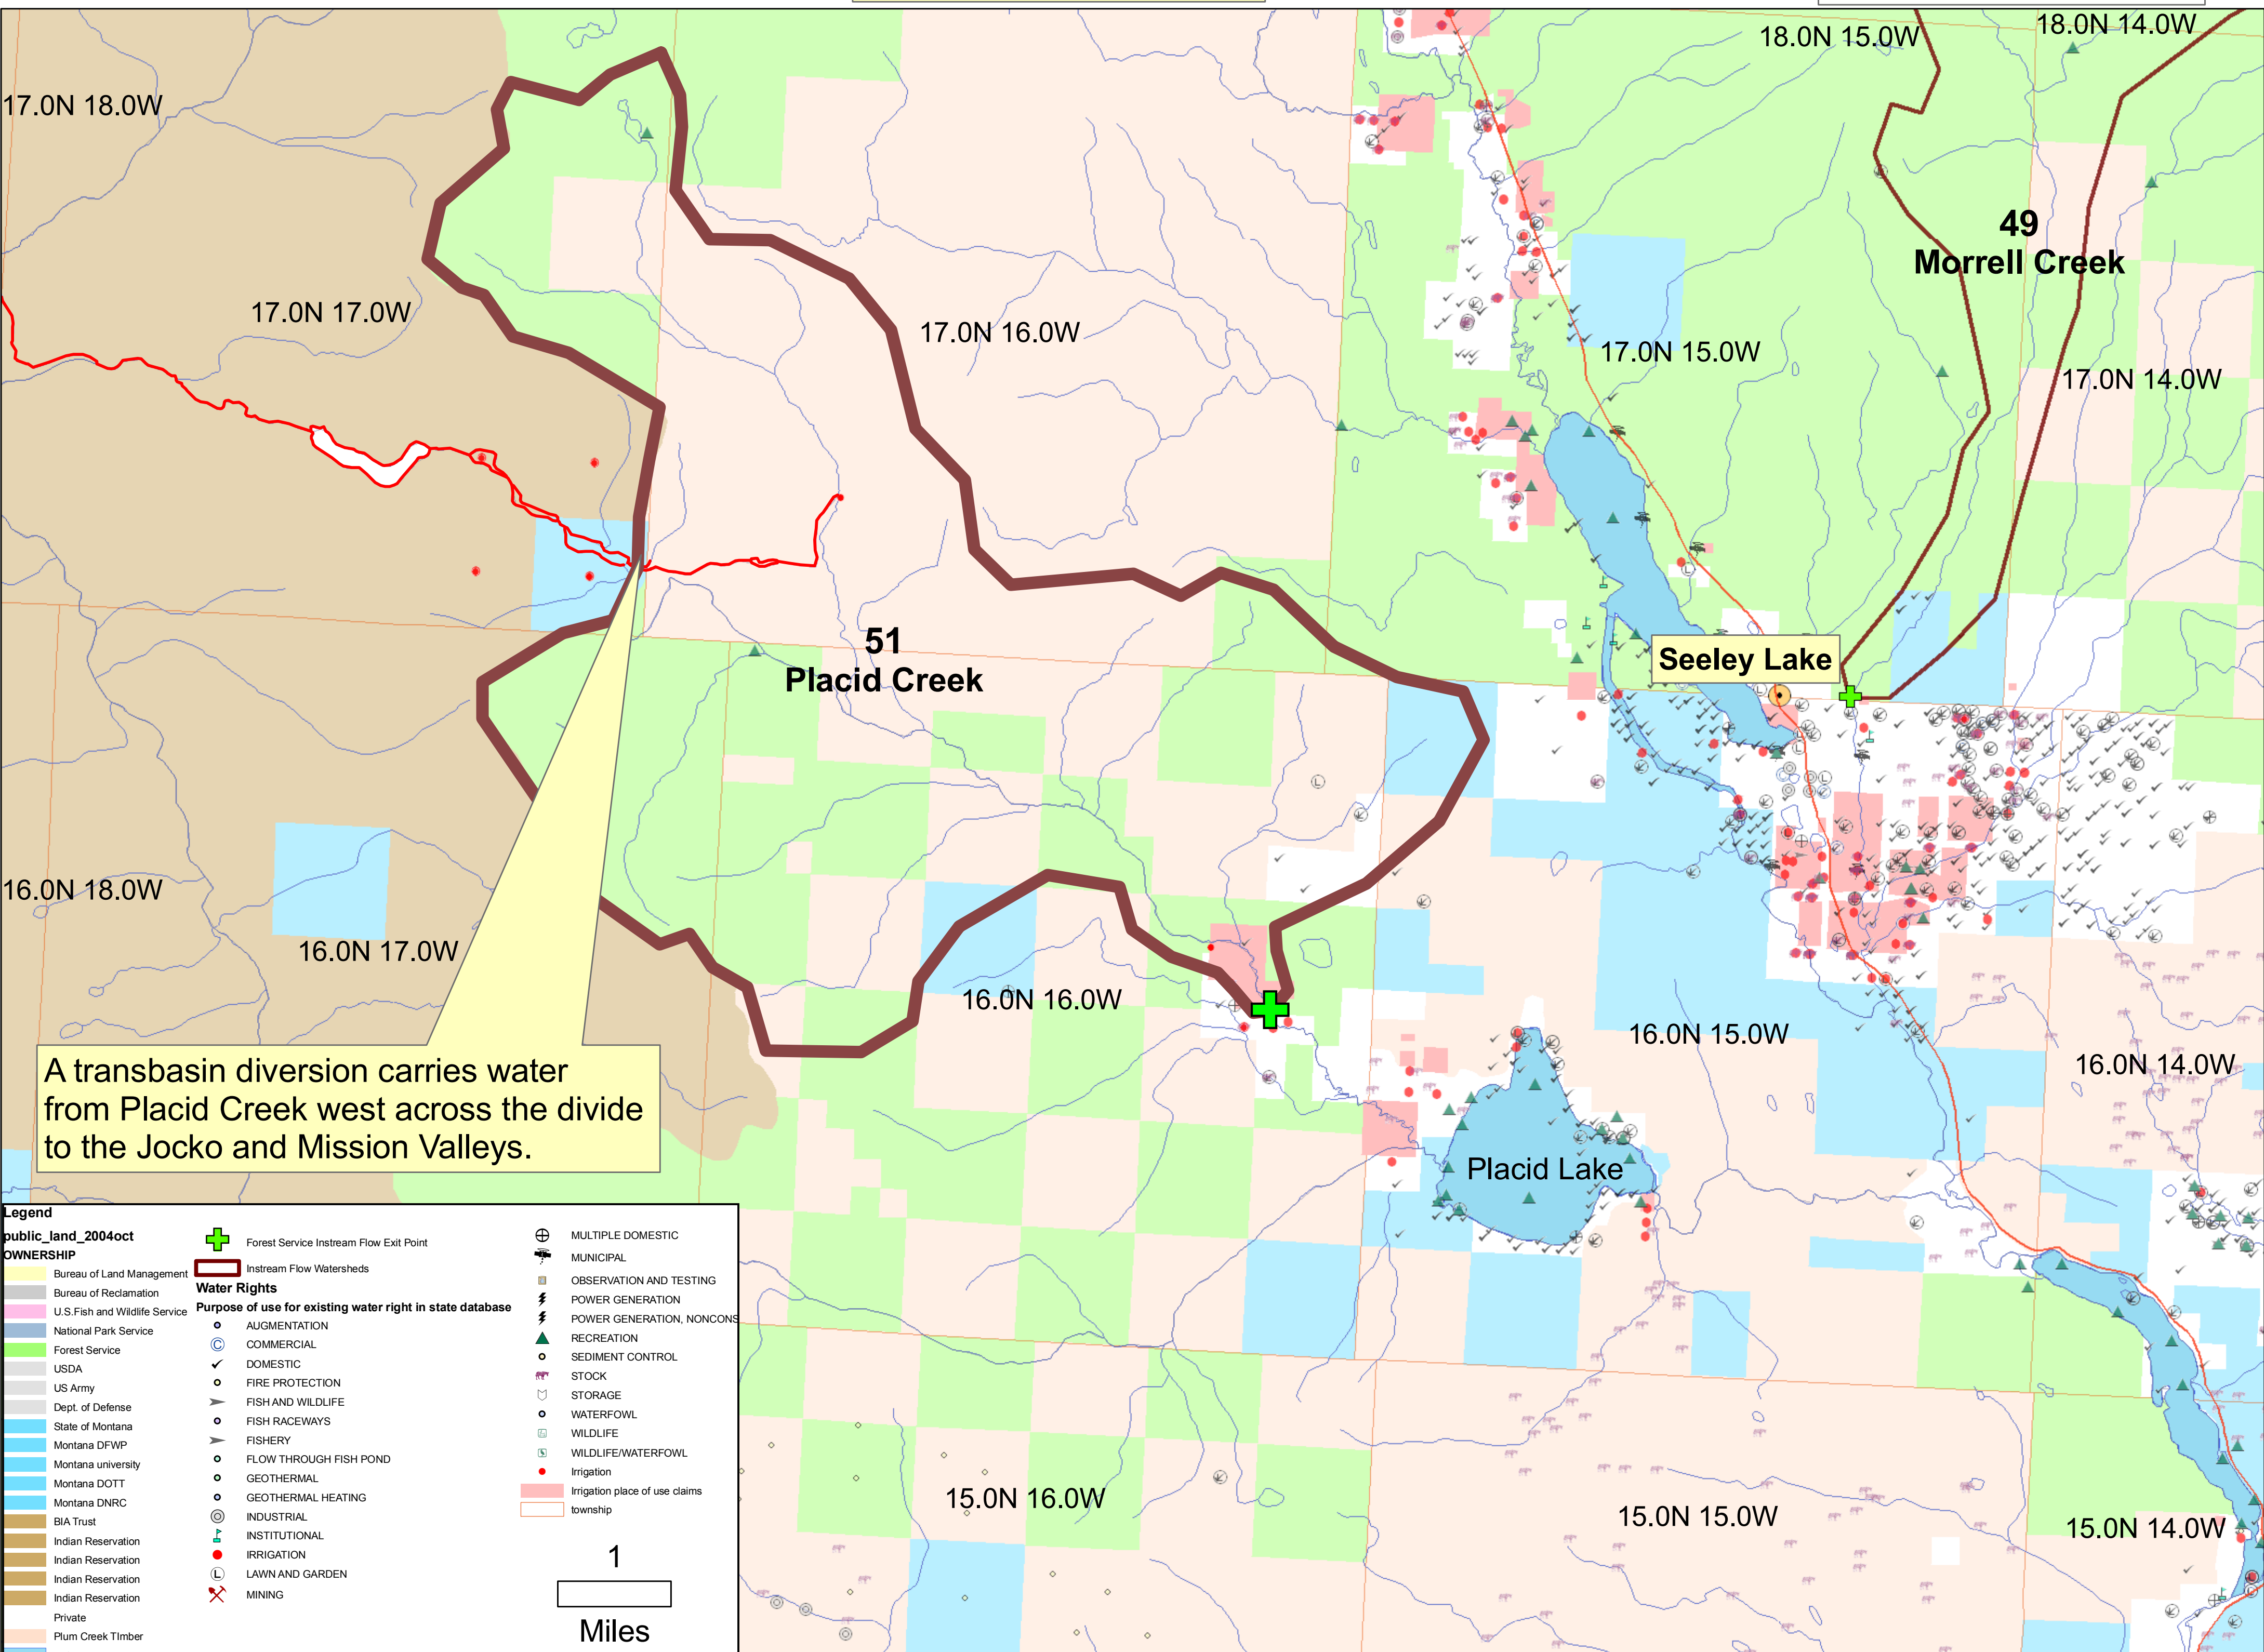 18.0N 15.0W
18.0N 14.0W
17.0N 18.0W
49
Morrell Creek
17.0N 17.0W
17.0N 16.0W
17.0N 15.0W
17.0N 14.0W
51
Placid Creek
Seeley Lake
16.0N 18.0W
16.0N 17.0W
16.0N 16.0W
16.0N 15.0W
16.0N 14.0W
A transbasin diversion carries water
from Placid Creek west across the divide
to the Jocko and Mission Valleys.
Placid Lake
15.0N 16.0W
15.0N 15.0W
15.0N 14.0W
Legend
public_land_2004oct
OWNERSHIP
Bureau of Land Management
Bureau of Reclamation
U.S.Fish and Wildlife Service
National Park Service
Forest Service
USDA
US Army
Dept. of Defense
State of Montana
Montana DFWP
Montana university
Montana DOTT
Montana DNRC
BIA Trust
Indian Reservation
Indian Reservation
Indian Reservation
Indian Reservation
Private
Plum Creek TImber
Forest Service Instream Flow Exit Point
Instream Flow Watersheds
Water Rights
Purpose of use for existing water right in state database
AUGMENTATION
C COMMERCIAL
DOMESTIC
FIRE PROTECTION
FISH AND WILDLIFE
FISH RACEWAYS
FISHERY
FLOW THROUGH FISH POND
GEOTHERMAL
GEOTHERMAL HEATING
INDUSTRIAL
INSTITUTIONAL
IRRIGATION
L LAWN AND GARDEN
MINING
MULTIPLE DOMESTIC
MUNICIPAL
OBSERVATION AND TESTING
POWER GENERATION
POWER GENERATION, NONCONS
RECREATION
SEDIMENT CONTROL
STOCK
STORAGE
WATERFOWL
WILDLIFE
WILDLIFE/WATERFOWL
Irrigation
Irrigation place of use claims
township
1
Miles